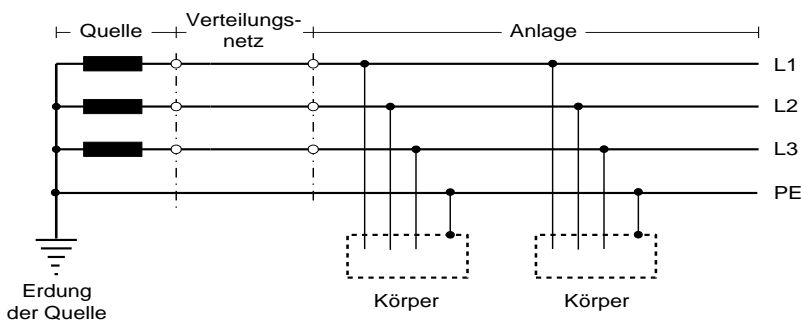 Quelle
Verteilungs-
netz
Anlage
L1
L2
L3
PE
Erdung
der Quelle
Körper
Körper